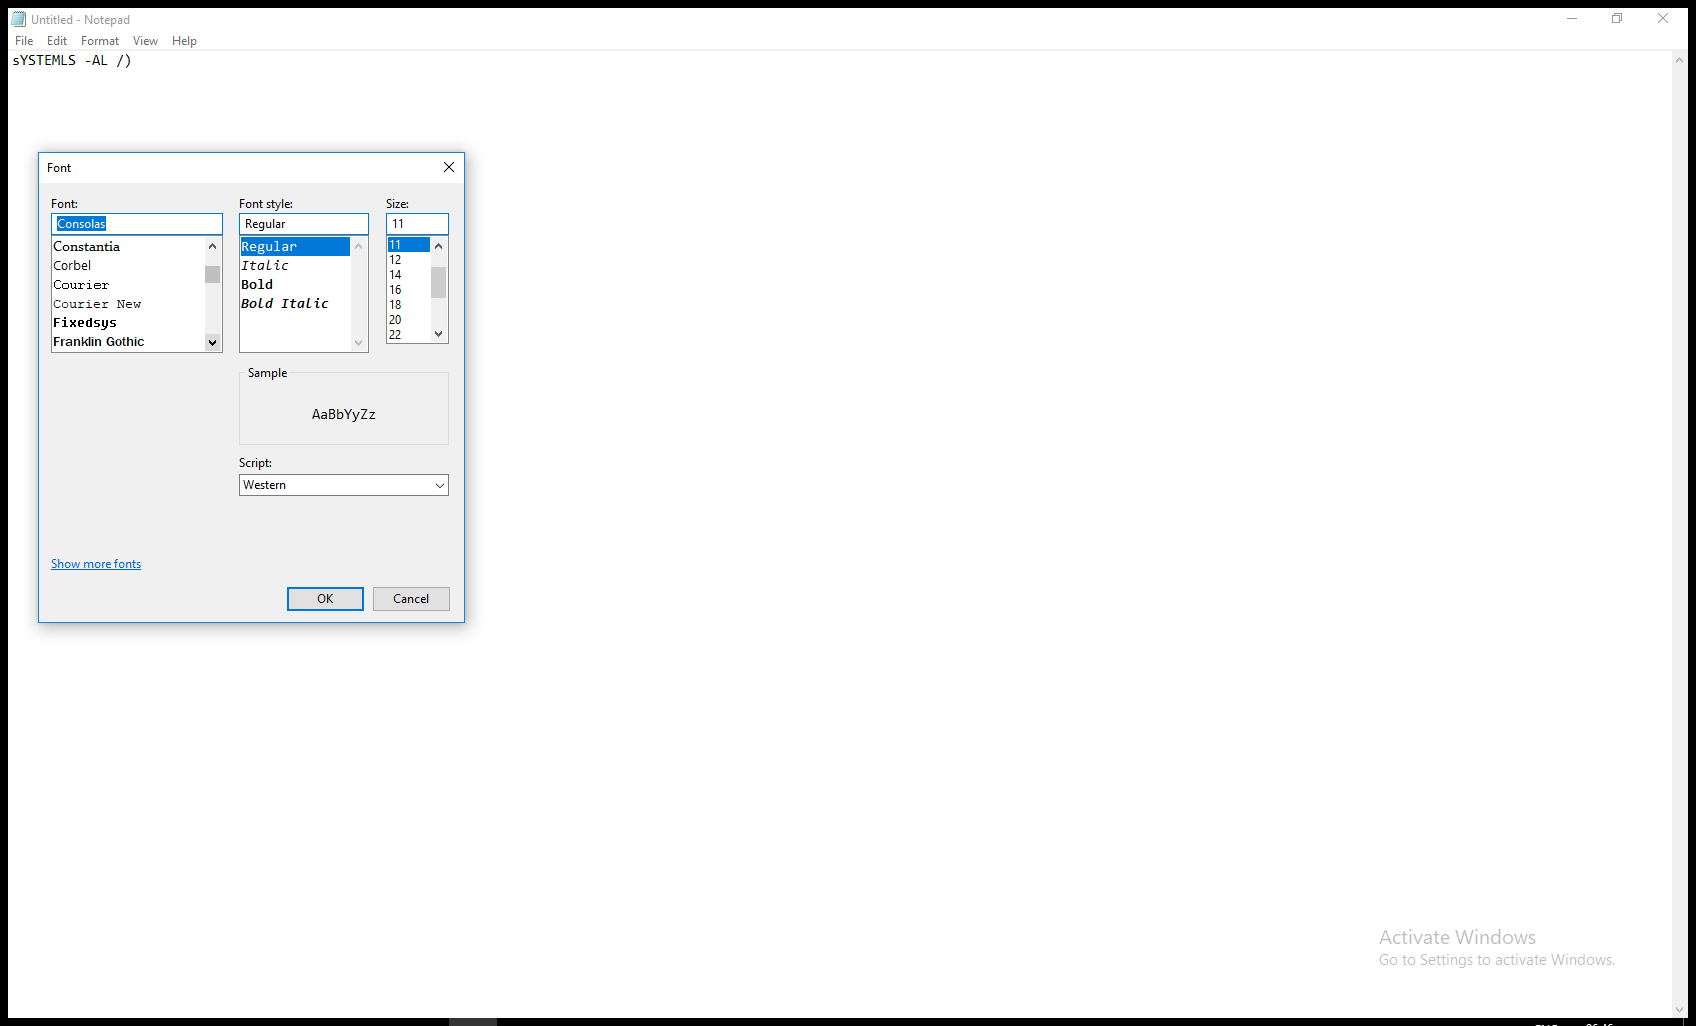 Untitled - Notepad
File Edit Format View Help
sYSTEMLS -AL /)
Font
Font: Font style: Size:
Consolas Regular 11
Constantia Regular 11
Corbel Italic 12
Courier Bold 14
Courier New Bold Italic 16
Fixedsys 18
Franklin Gothic 20
22
Sample
AaBbYyZz
Script:
Western
Show more fonts
OK Cancel
Activate Windows
Go to Settings to activate Windows.